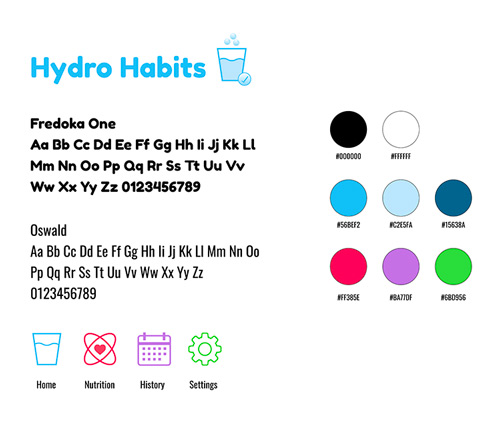 Hydro Habits
Fredoka One
Aa Bb Cc Dd Ee Ff Gg Hh Ii Jj Kk Ll
Mm Nn Oo Pp Qq Rr Ss Tt Uu Vv
Ww Xx Yy Zz 0123456789
Oswald
Aa Bb Cc Dd Ee Ff Gg Hh Ii Jj Kk Ll Mm Nn Oo
Pp Qq Rr Ss Tt Uu Vv Ww Xx Yy Zz
0123456789
Home Nutrition History Settings
#000000 #FFFFFF
#56BEF2 #C2E5FA #15638A
#FF385E #BA77DF #6BD956